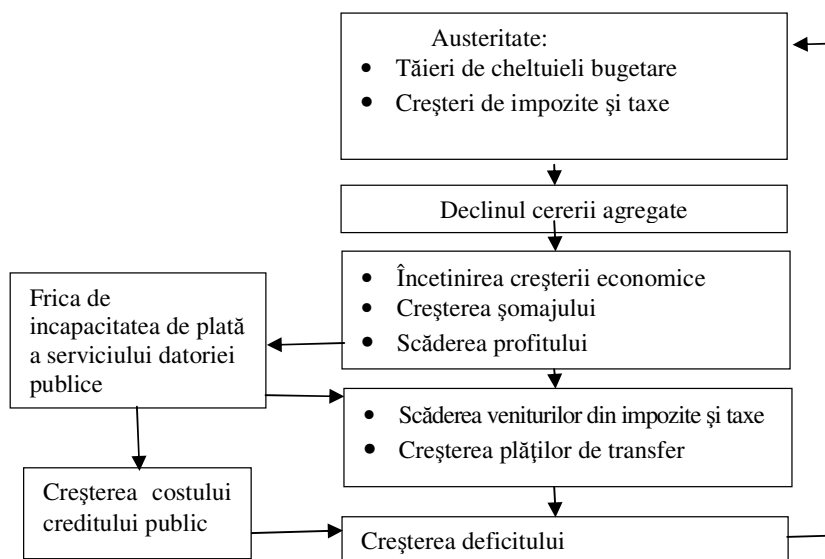 Austeritate:
• Tăieri de cheltuieli bugetare
• Creşteri de impozite şi taxe
Declinul cererii agregate
• Încetinirea creşterii economice
• Creşterea şomajului
• Scăderea profitului
Frica de
incapacitatea de plată
a serviciului datoriei
publice
• Scăderea veniturilor din impozite şi taxe
• Creşterea plăţilor de transfer
Creşterea costului
creditului public
Creşterea deficitului